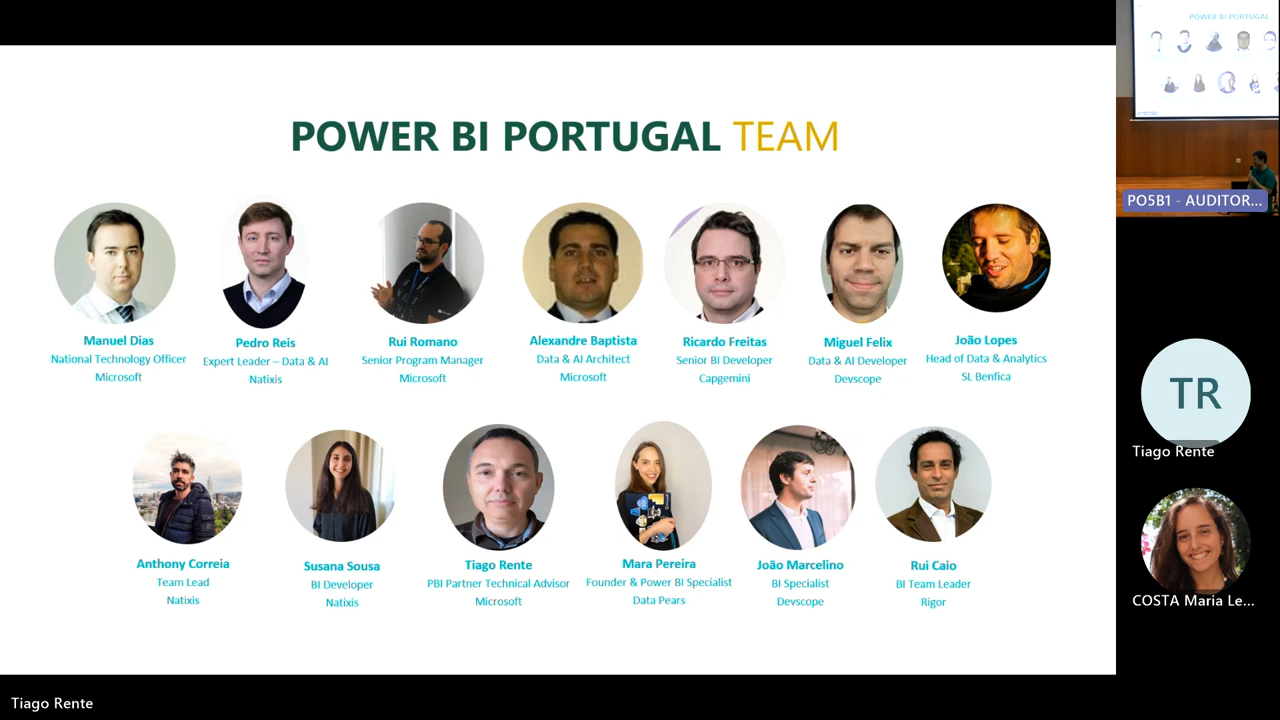 POWER BI PORTUGAL TEAM
Manuel Dias
National Technology Officer
Microsoft
Pedro Reis
Expert Leader – Data & AI
Natixis
Rui Romano
Senior Program Manager
Microsoft
Alexandre Baptista
Data & AI Architect
Microsoft
Ricardo Freitas
Senior BI Developer
Capgemini
Miguel Felix
Data & AI Developer
Devscope
João Lopes
Head of Data & Analytics
SL Benfica
Anthony Correia
Team Lead
Natixis
Susana Sousa
BI Developer
Natixis
Tiago Rente
PBI Partner Technical Advisor
Microsoft
Mara Pereira
Founder & Power BI Specialist
Data Pears
João Marcelino
BI Specialist
Devscope
Rui Caio
BI Team Leader
Rigor
POWER BI PORTUGAL
PO5B1 - AUDITOR...
TR
Tiago Rente
COSTA Maria Le...
Tiago Rente